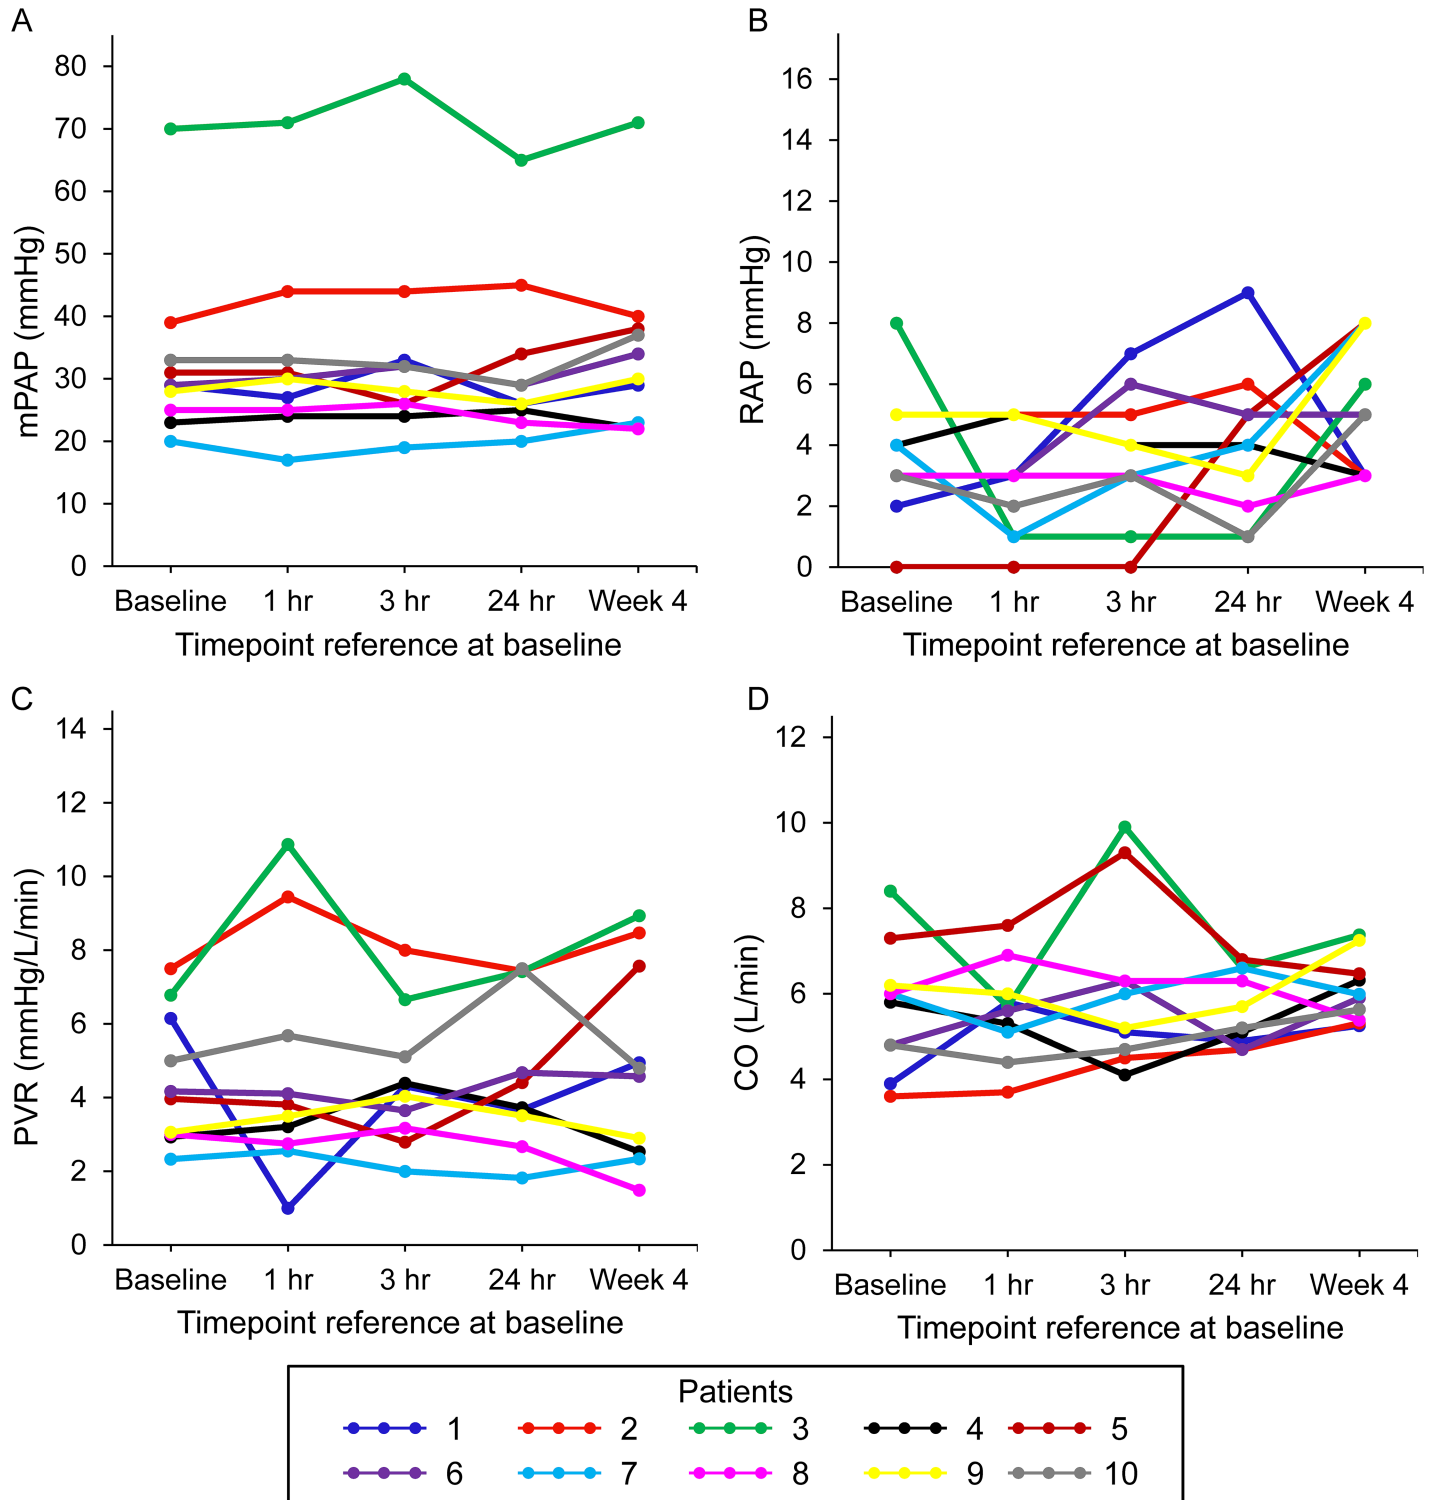 A
mPAP (mmHg)
80
70
60
50
40
30
20
10
0
Baseline 1 hr 3 hr 24 hr Week 4
Timepoint reference at baseline
B
RAP (mmHg)
16
14
12
10
8
6
4
2
0
Baseline 1 hr 3 hr 24 hr Week 4
Timepoint reference at baseline
C
PVR (mmHg/L/min)
14
12
10
8
6
4
2
0
Baseline 1 hr 3 hr 24 hr Week 4
Timepoint reference at baseline
D
CO (L/min)
12
10
8
6
4
2
0
Baseline 1 hr 3 hr 24 hr Week 4
Timepoint reference at baseline
Patients
1 2 3 4 5
6 7 8 9 10